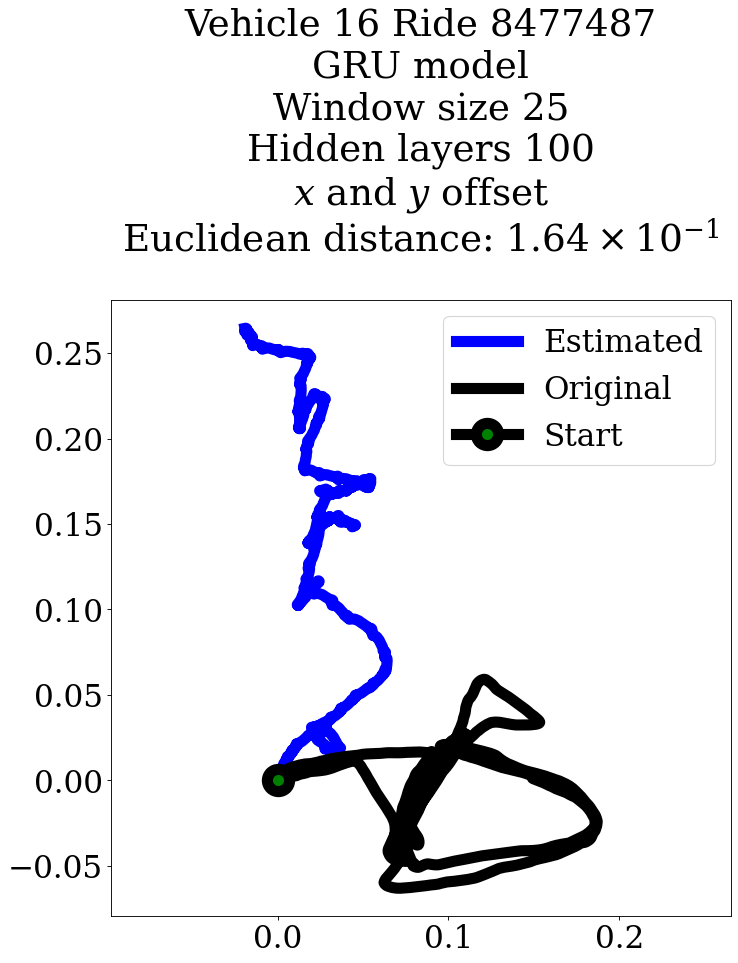 Vehicle 16 Ride 8477487
GRU model
Window size 25
Hidden layers 100
x and y offset
Euclidean distance: 1.64 × 10⁻¹
Estimated
Original
Start
0.25
0.20
0.15
0.10
0.05
0.00
−0.05
0.0 0.1 0.2